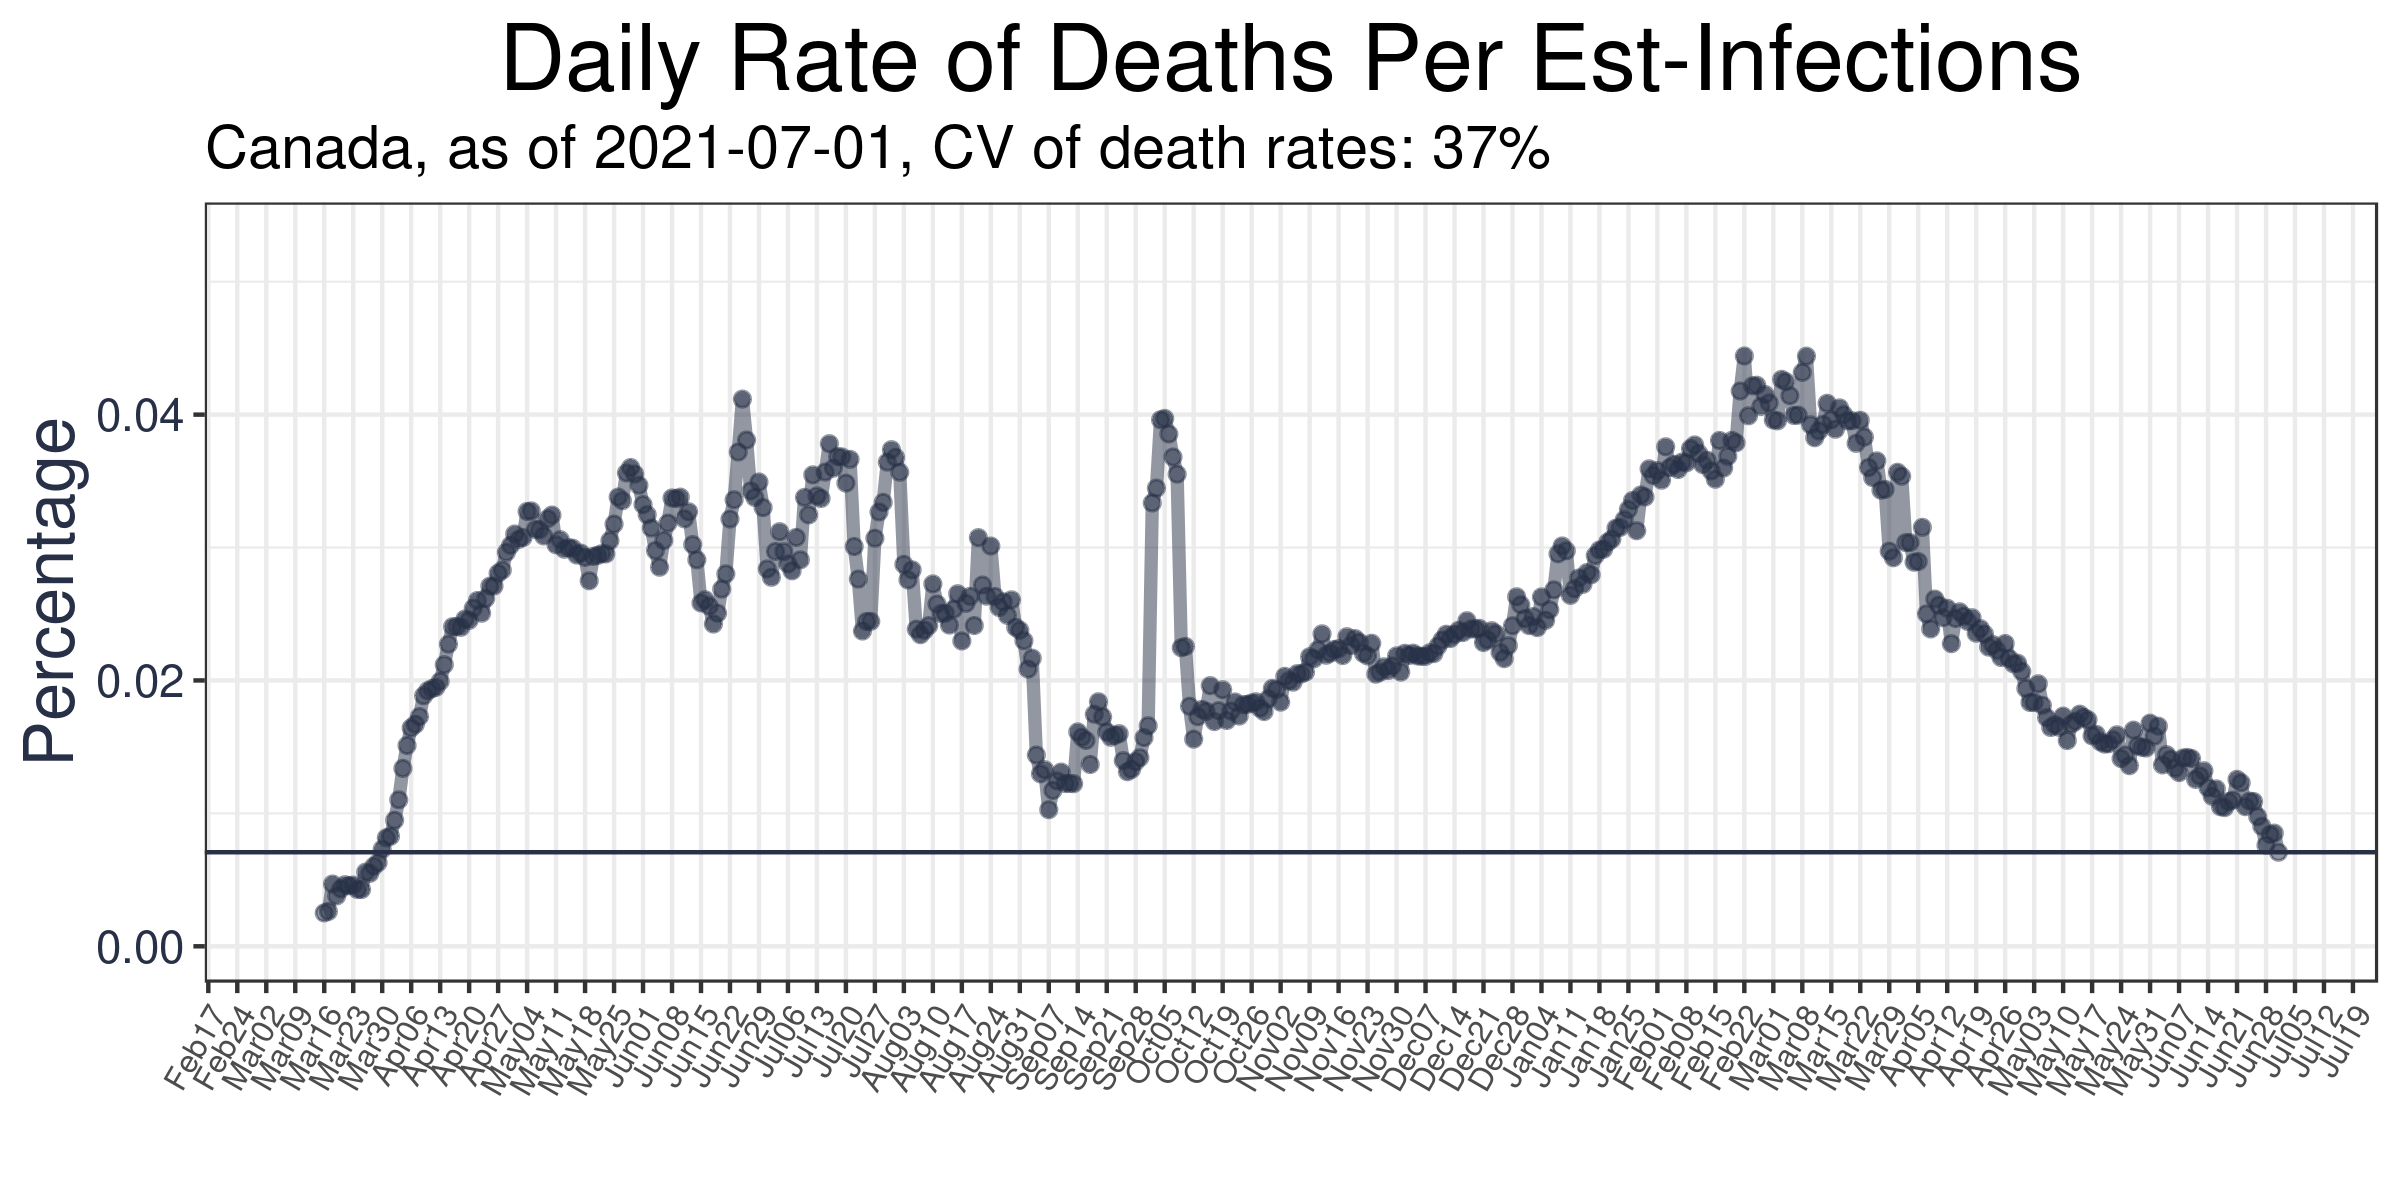 Daily Rate of Deaths Per Est-Infections
Canada, as of 2021-07-01, CV of death rates: 37%
Percentage
0.04
0.02
0.00
Feb17
Feb24
Mar02
Mar09
Mar16
Mar23
Mar30
Apr06
Apr13
Apr20
Apr27
May04
May11
May18
May25
Jun01
Jun08
Jun15
Jun22
Jun29
Jul06
Jul13
Jul20
Jul27
Aug03
Aug10
Aug17
Aug24
Aug31
Sep07
Sep14
Sep21
Sep28
Oct05
Oct12
Oct19
Oct26
Nov02
Nov09
Nov16
Nov23
Nov30
Dec07
Dec14
Dec21
Dec28
Jan04
Jan11
Jan18
Jan25
Feb01
Feb08
Feb15
Feb22
Mar01
Mar08
Mar15
Mar22
Mar29
Apr05
Apr12
Apr19
Apr26
May03
May10
May17
May24
May31
Jun07
Jun14
Jun21
Jun28
Jul05
Jul12
Jul19